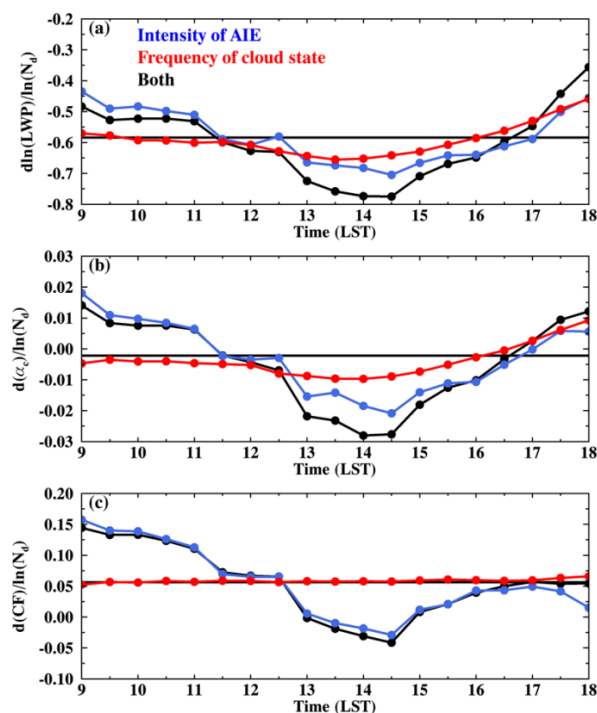 (a)
Intensity of AIE
Frequency of cloud state
Both
dln(LWP)/ln(N_d)
-0.2
-0.3
-0.4
-0.5
-0.6
-0.7
-0.8
9 10 11 12 13 14 15 16 17 18
Time (LST)
(b)
d(α_c)/ln(N_d)
0.03
0.02
0.01
0.00
-0.01
-0.02
-0.03
9 10 11 12 13 14 15 16 17 18
Time (LST)
(c)
d(CF)/ln(N_d)
0.20
0.15
0.10
0.05
0.00
-0.05
-0.10
9 10 11 12 13 14 15 16 17 18
Time (LST)